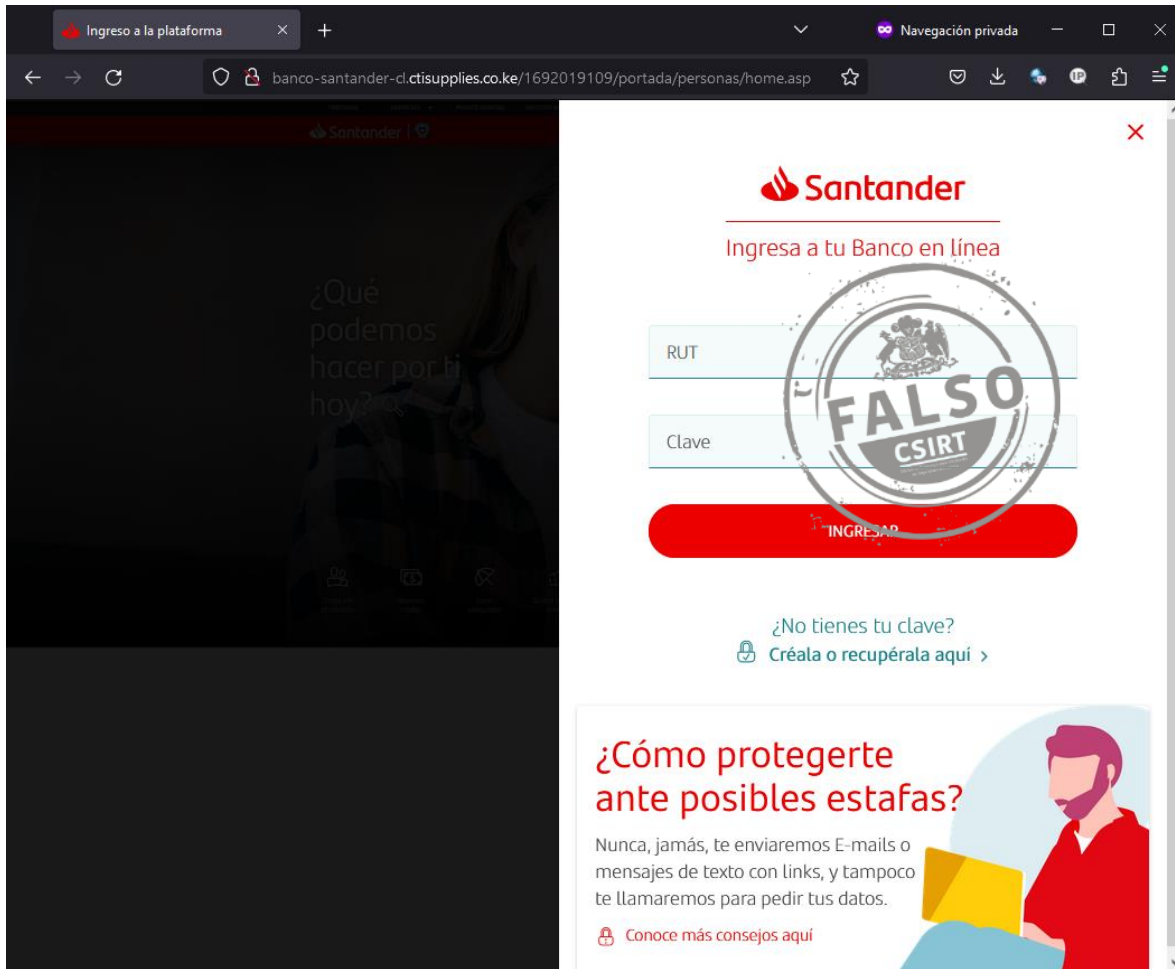 Ingreso a la plataforma
Navegación privada
banco-santander-cl.ctisupplies.co.ke/1692019109/portada/personas/home.asp
Santander
¿Qué
podemos
hacer por ti
hoy?
Santander
Ingresa a tu Banco en línea
RUT
Clave
FALSO
CSIRT
INGRESAR
¿No tienes tu clave?
Créala o recupérala aquí >
¿Cómo protegerte
ante posibles estafas?
Nunca, jamás, te enviaremos E-mails o
mensajes de texto con links, y tampoco
te llamaremos para pedir tus datos.
Conoce más consejos aquí